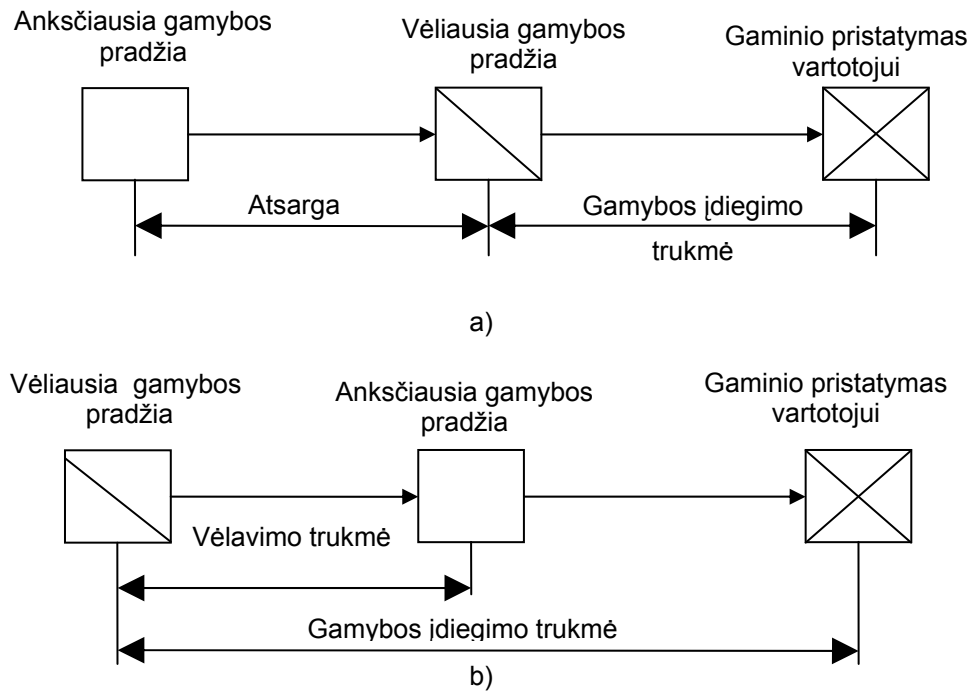 Anksčiausia gamybos
pradžia
Vėliausia gamybos
pradžia
Gaminio pristatymas
vartotojui
Atsarga
Gamybos įdiegimo
trukmė
a)
Vėliausia gamybos
pradžia
Anksčiausia gamybos
pradžia
Gaminio pristatymas
vartotojui
Vėlavimo trukmė
Gamybos įdiegimo trukmė
b)